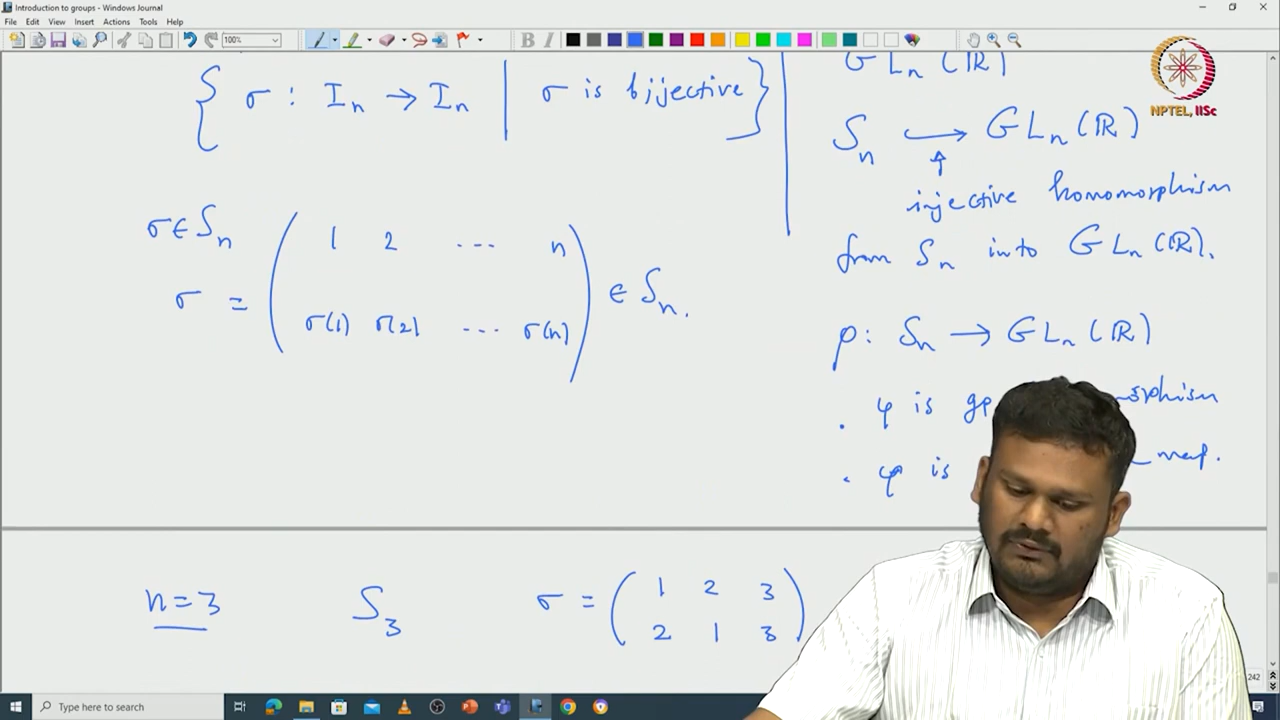 Introduction to groups - Windows Journal
File Edit View Insert Actions Tools Help
100%
B I
NPTEL, IISc
{ σ : Iₙ → Iₙ | σ is bijective }
σ ∈ Sₙ
σ = ( 1 2 ... n
σ(1) σ(2) ... σ(n) ) ∈ Sₙ.
GLₙ(ℝ)
Sₙ ↪ GLₙ(ℝ)
↑
injective homomorphism
from Sₙ into GLₙ(ℝ).
ρ: Sₙ → GLₙ(ℝ)
. φ is
. φ is map.
n=3 S₃ σ = ( 1 2 3
2 1 3 )
242
Type here to search